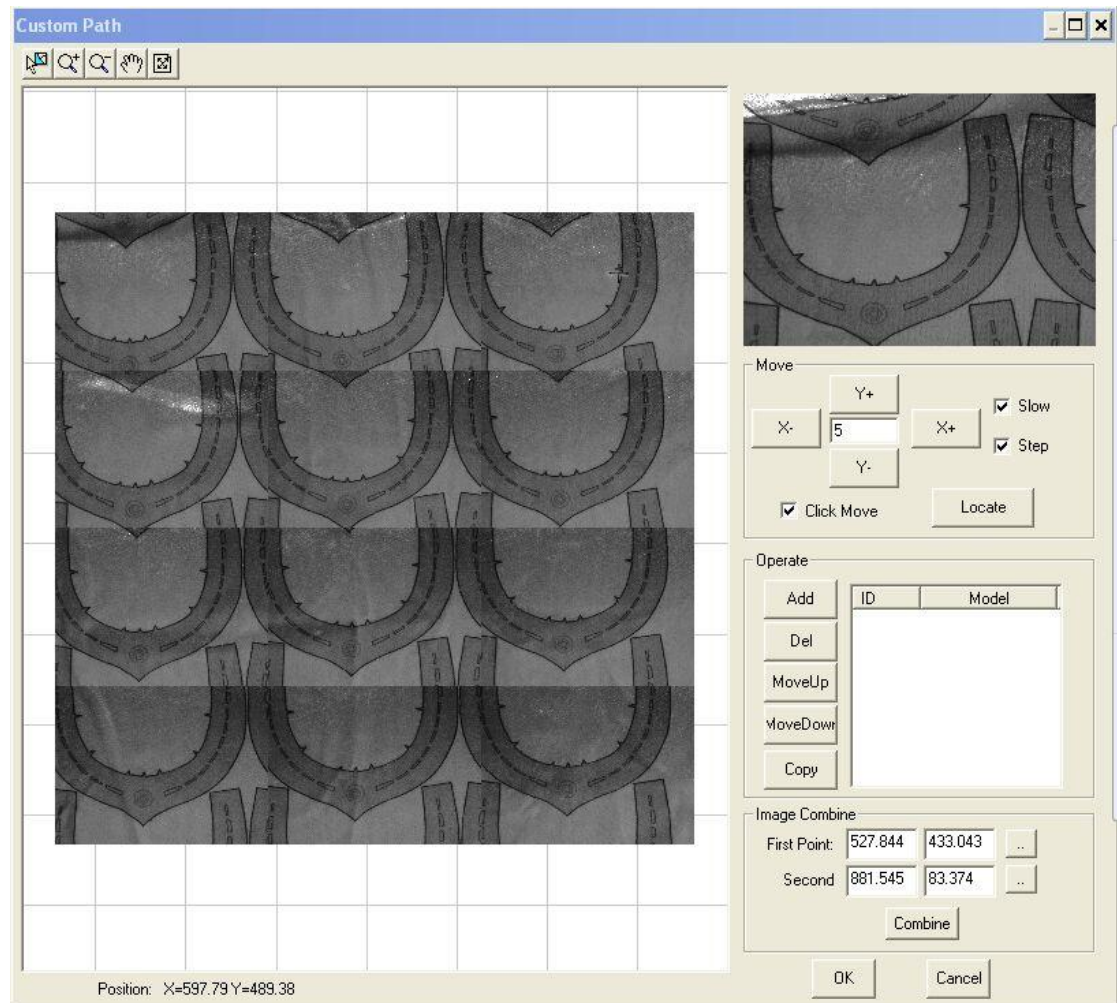 Custom Path
Move
Y+
X-
5
X+
Slow
Step
Y-
Click Move
Locate
Operate
Add
ID Model
Del
MoveUp
MoveDown
Copy
Image Combine
First Point: 527.844 433.043 ..
Second 881.545 83.374 ..
Combine
OK Cancel
Position: X=597.79 Y=489.38